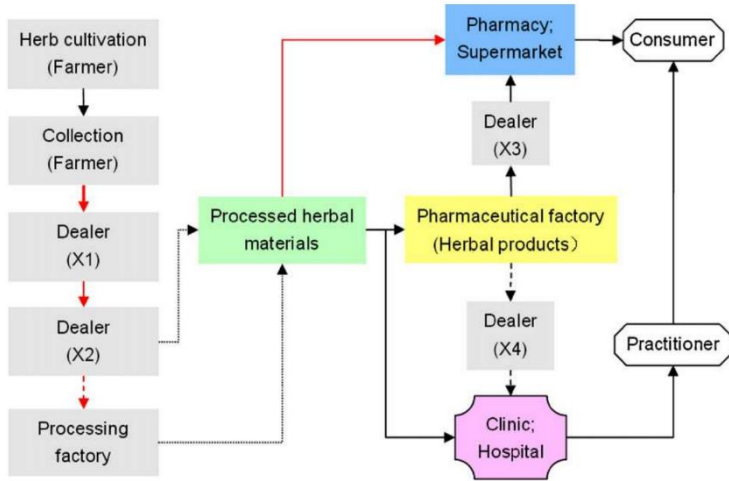 Herb cultivation
(Farmer)
Collection
(Farmer)
Dealer
(X1)
Dealer
(X2)
Processing
factory
Processed herbal
materials
Pharmacy;
Supermarket
Dealer
(X3)
Pharmaceutical factory
(Herbal products）
Dealer
(X4)
Clinic;
Hospital
Consumer
Practitioner